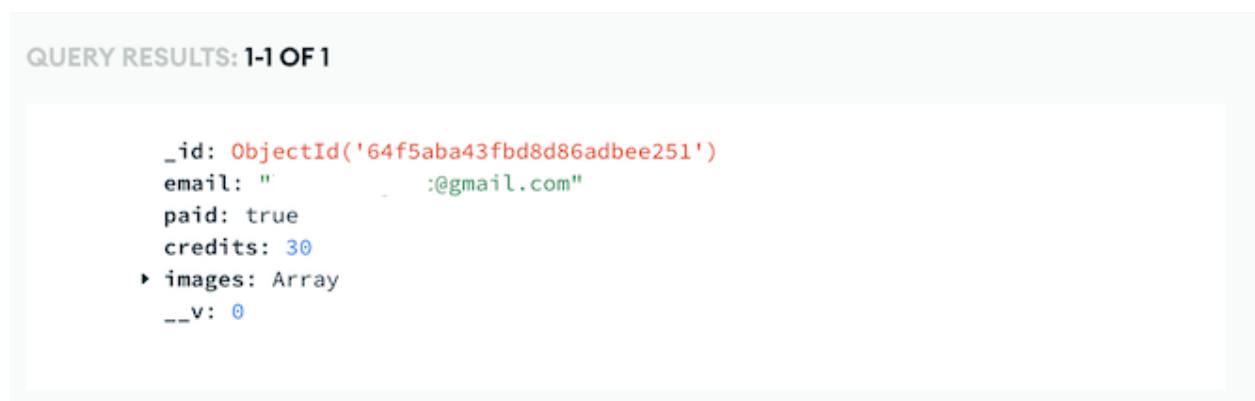 QUERY RESULTS: 1-1 OF 1
_id: ObjectId('64f5aba43fbd8d86adbee251')
email: " @gmail.com"
paid: true
credits: 30
images: Array
__v: 0